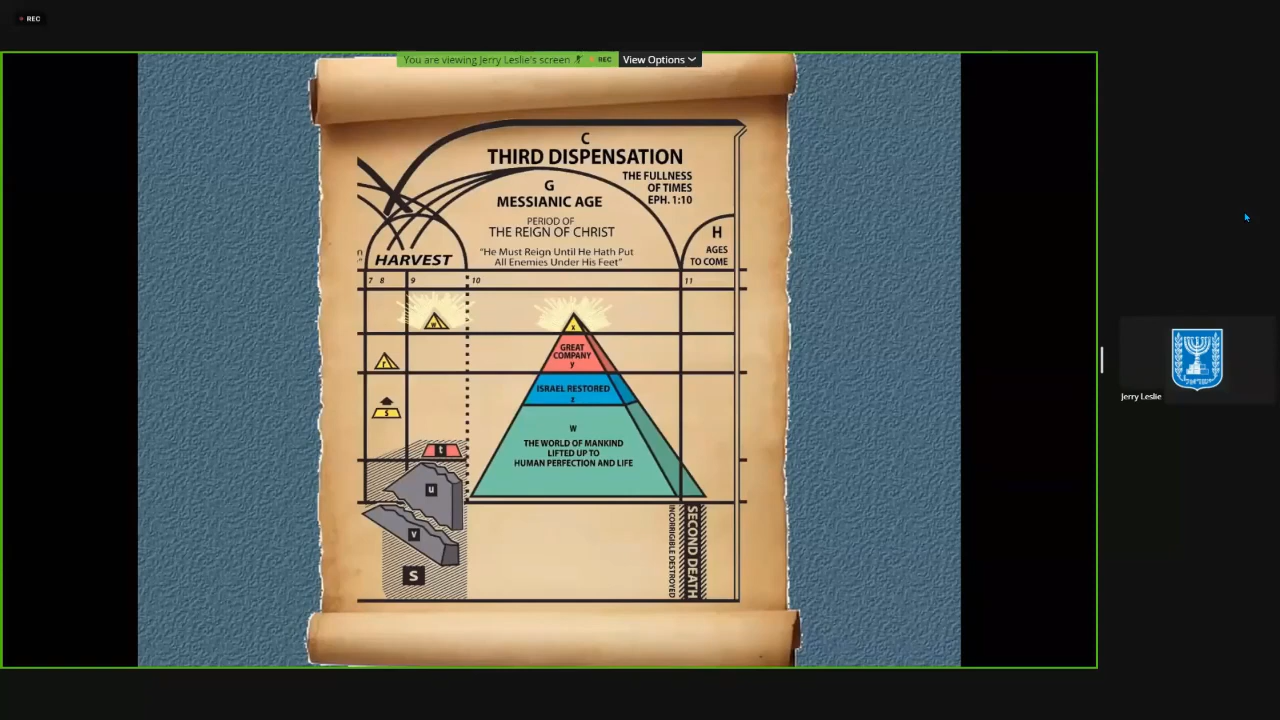 REC
You are viewing Jerry Leslie's screen
REC
View Options
C
THIRD DISPENSATION
THE FULLNESS
OF TIMES
EPH. 1:10
G
MESSIANIC AGE
PERIOD OF
THE REIGN OF CHRIST
"He Must Reign Until He Hath Put
All Enemies Under His Feet"
H
AGES
TO COME
HARVEST
7 8 9 10 11
x
GREAT
COMPANY
y
r
ISRAEL RESTORED
z
s
W
THE WORLD OF MANKIND
LIFTED UP TO
HUMAN PERFECTION AND LIFE
t
u
v
S
INCORRIGIBLE DESTROYED
SECOND DEATH
Jerry Leslie